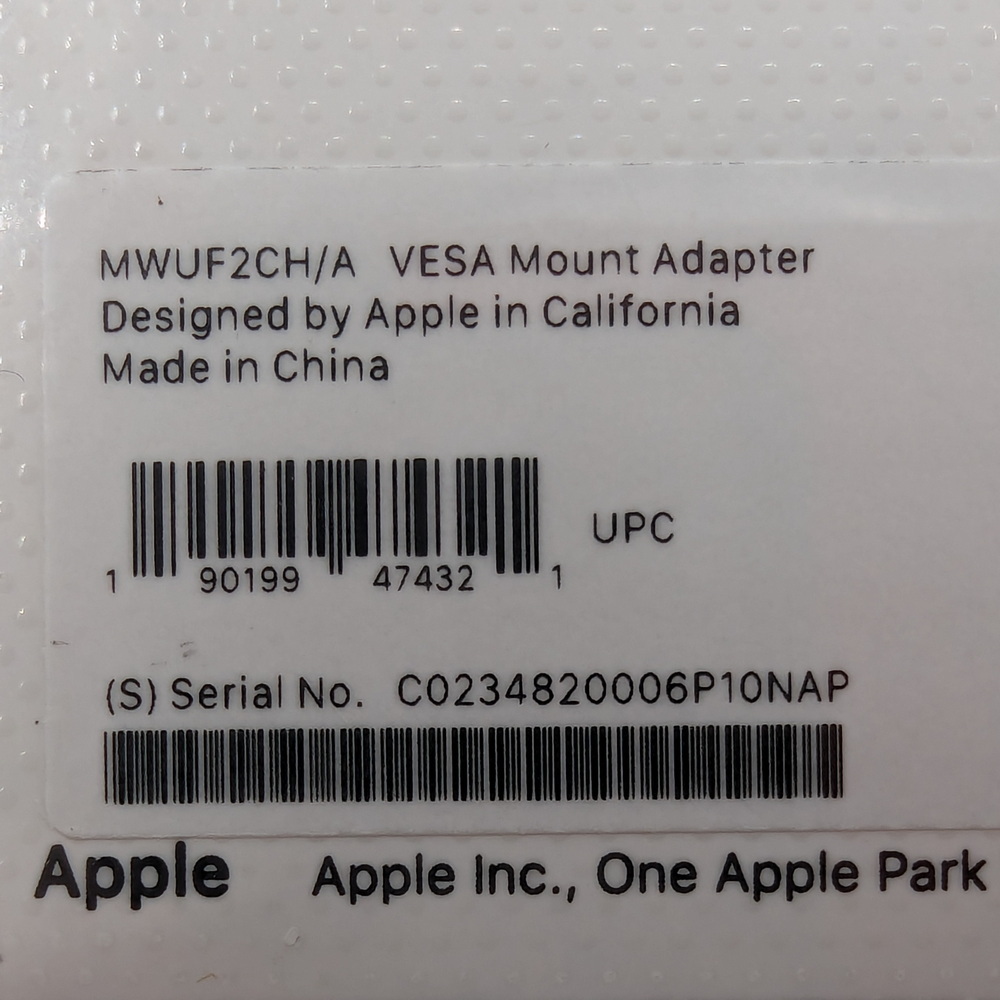 MWUF2CH/A VESA Mount Adapter
Designed by Apple in California
Made in China
1 90199 47432 1 UPC
(S) Serial No. C0234820006P10NAP
Apple Apple Inc., One Apple Park